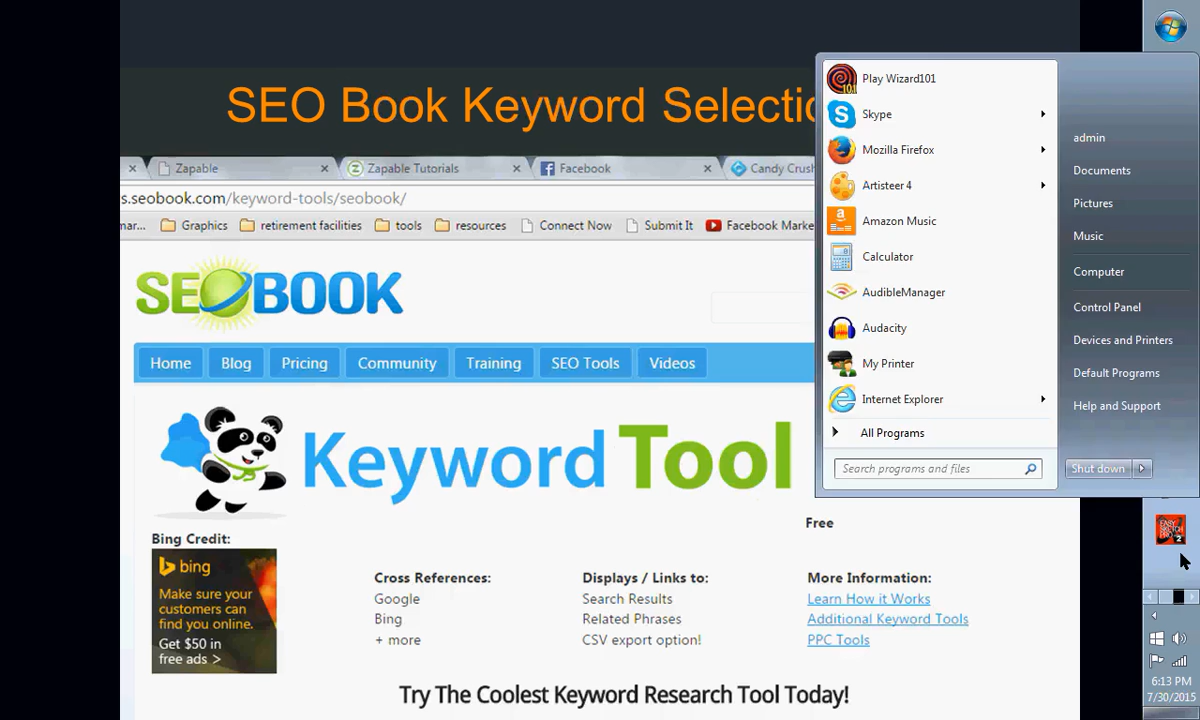 SEO Book Keyword Selectio
Zapable
Zapable Tutorials
Facebook
Candy Crush
s.seobook.com/keyword-tools/seobook/
mar...
Graphics
retirement facilities
tools
resources
Connect Now
Submit It
Facebook Marke
SEOBOOK
Home
Blog
Pricing
Community
Training
SEO Tools
Videos
Keyword Tool
Free
Bing Credit:
bing
Make sure your
customers can
find you online.
Get $50 in
free ads >
Cross References:
Google
Bing
+ more
Displays / Links to:
Search Results
Related Phrases
CSV export option!
More Information:
Learn How it Works
Additional Keyword Tools
PPC Tools
Try The Coolest Keyword Research Tool Today!
Play Wizard101
Skype
Mozilla Firefox
Artisteer 4
Amazon Music
Calculator
AudibleManager
Audacity
My Printer
Internet Explorer
All Programs
Search programs and files
admin
Documents
Pictures
Music
Computer
Control Panel
Devices and Printers
Default Programs
Help and Support
Shut down
EASY
SKETCH
PRO
2
6:13 PM
7/30/2015